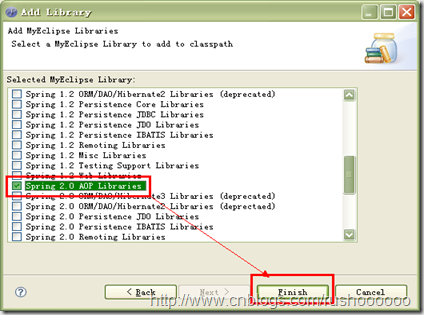 Add Library
Add MyEclipse Libraries
Select a MyEclipse Library to add to classpath
Selected MyEclipse Library:
Spring 1.2 ORM/DAO/Hibernate2 Libraries (deprecated)
Spring 1.2 Persistence Core Libraries
Spring 1.2 Persistence JDBC Libraries
Spring 1.2 Persistence JDO Libraries
Spring 1.2 Persistence IBATIS Libraries
Spring 1.2 Remoting Libraries
Spring 1.2 Misc Libraries
Spring 1.2 Testing Support Libraries
Spring 1.2 Web Libraries
Spring 2.0 AOP Libraries
Spring 2.0 ORM/DAO/Hibernate3 Libraries (deprecated)
Spring 2.0 ORM/DAO/Hibernate2 Libraries (deprectaed)
Spring 2.0 Persistence JDO Libraries
Spring 2.0 Persistence IBATIS Libraries
Spring 2.0 Remoting Libraries
< Back Next > Finish Cancel